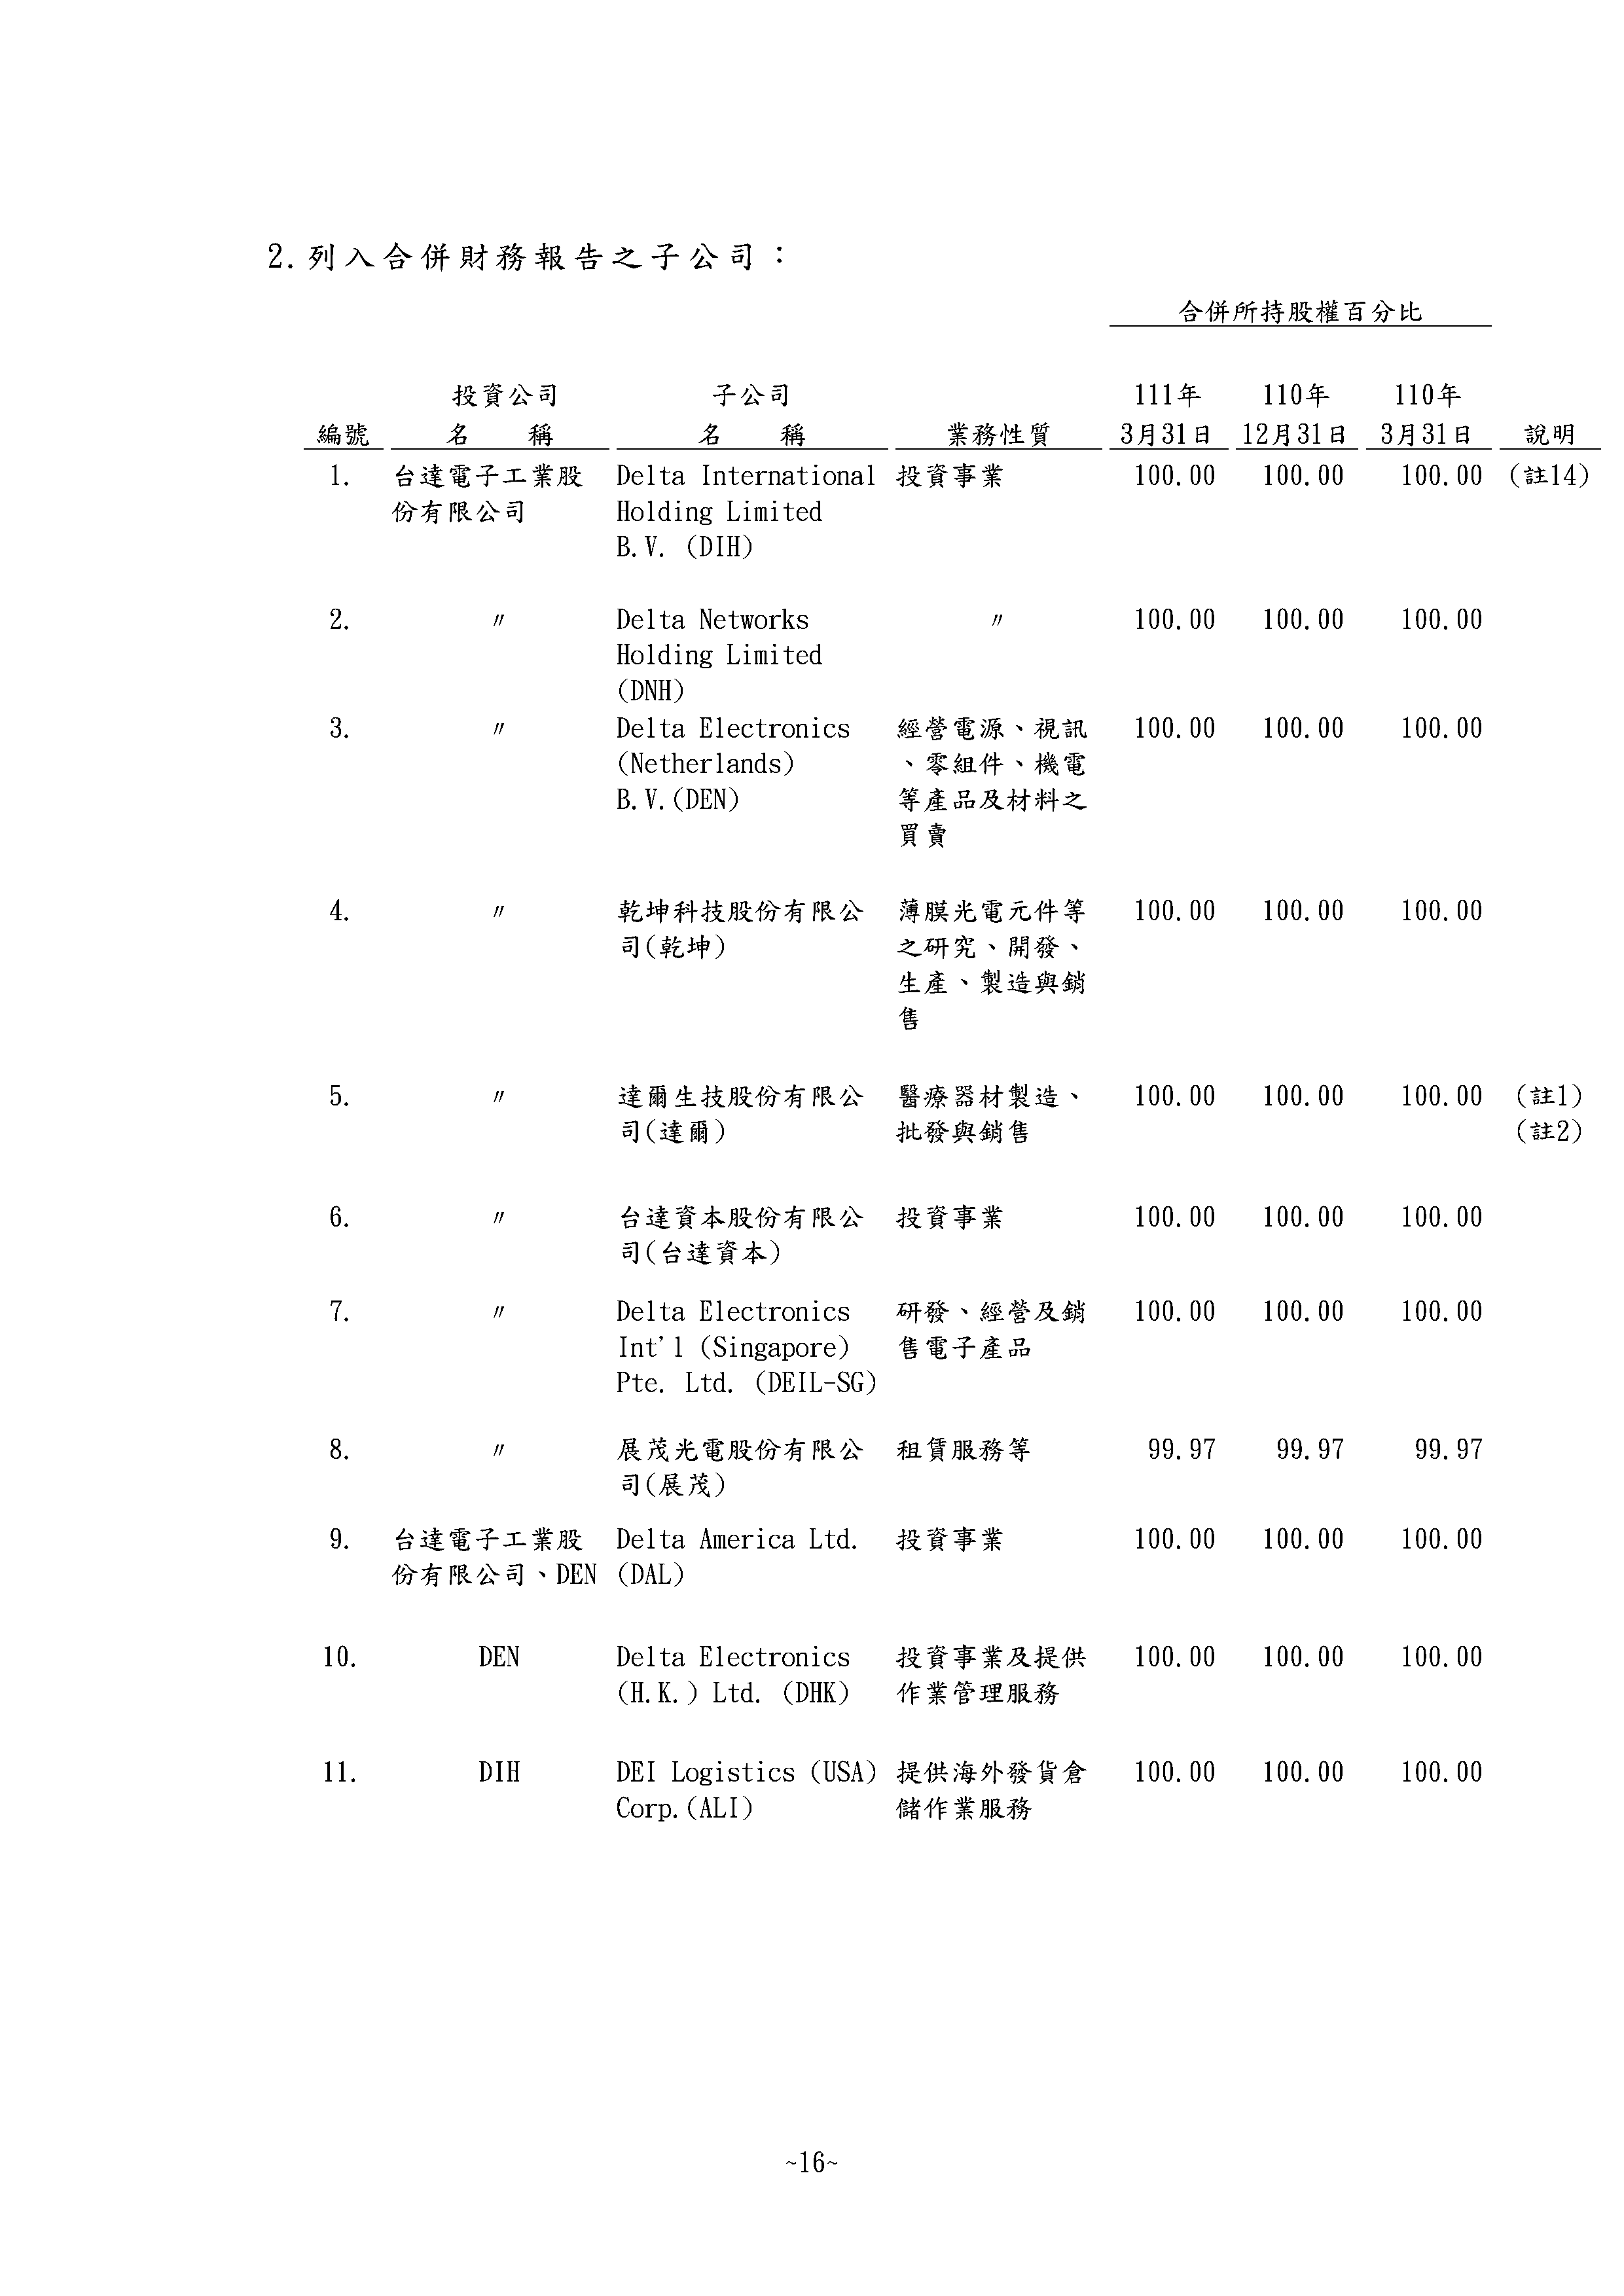 2.列入合併財務報告之子公司：
合併所持股權百分比
111年 110年 110年
投資公司 子公司
編號 名 稱 名 稱 業務性質 3月31日 12月31日 3月31日 說明
1. 台達電子工業股 Delta International 投資事業 100.00 100.00 100.00 (註14)
份有限公司 Holding Limited
B.V. (DIH)
2. 〃 Delta Networks 〃 100.00 100.00 100.00
Holding Limited
(DNH)
3. 〃 Delta Electronics 經營電源、視訊 100.00 100.00 100.00
(Netherlands) 、零組件、機電
B.V.(DEN) 等產品及材料之
買賣
4. 〃 乾坤科技股份有限公 薄膜光電元件等 100.00 100.00 100.00
司(乾坤) 之研究、開發、
生產、製造與銷
售
5. 〃 達爾生技股份有限公 醫療器材製造、 100.00 100.00 100.00 (註1)
司(達爾) 批發與銷售 (註2)
6. 〃 台達資本股份有限公 投資事業 100.00 100.00 100.00
司(台達資本)
7. 〃 Delta Electronics 研發、經營及銷 100.00 100.00 100.00
Int'l (Singapore) 售電子產品
Pte. Ltd. (DEIL-SG)
8. 〃 展茂光電股份有限公 租賃服務等 99.97 99.97 99.97
司(展茂)
9. 台達電子工業股 Delta America Ltd. 投資事業 100.00 100.00 100.00
份有限公司、DEN (DAL)
10. DEN Delta Electronics 投資事業及提供 100.00 100.00 100.00
(H.K.) Ltd. (DHK) 作業管理服務
11. DIH DEI Logistics (USA) 提供海外發貨倉 100.00 100.00 100.00
Corp.(ALI) 儲作業服務
~16~